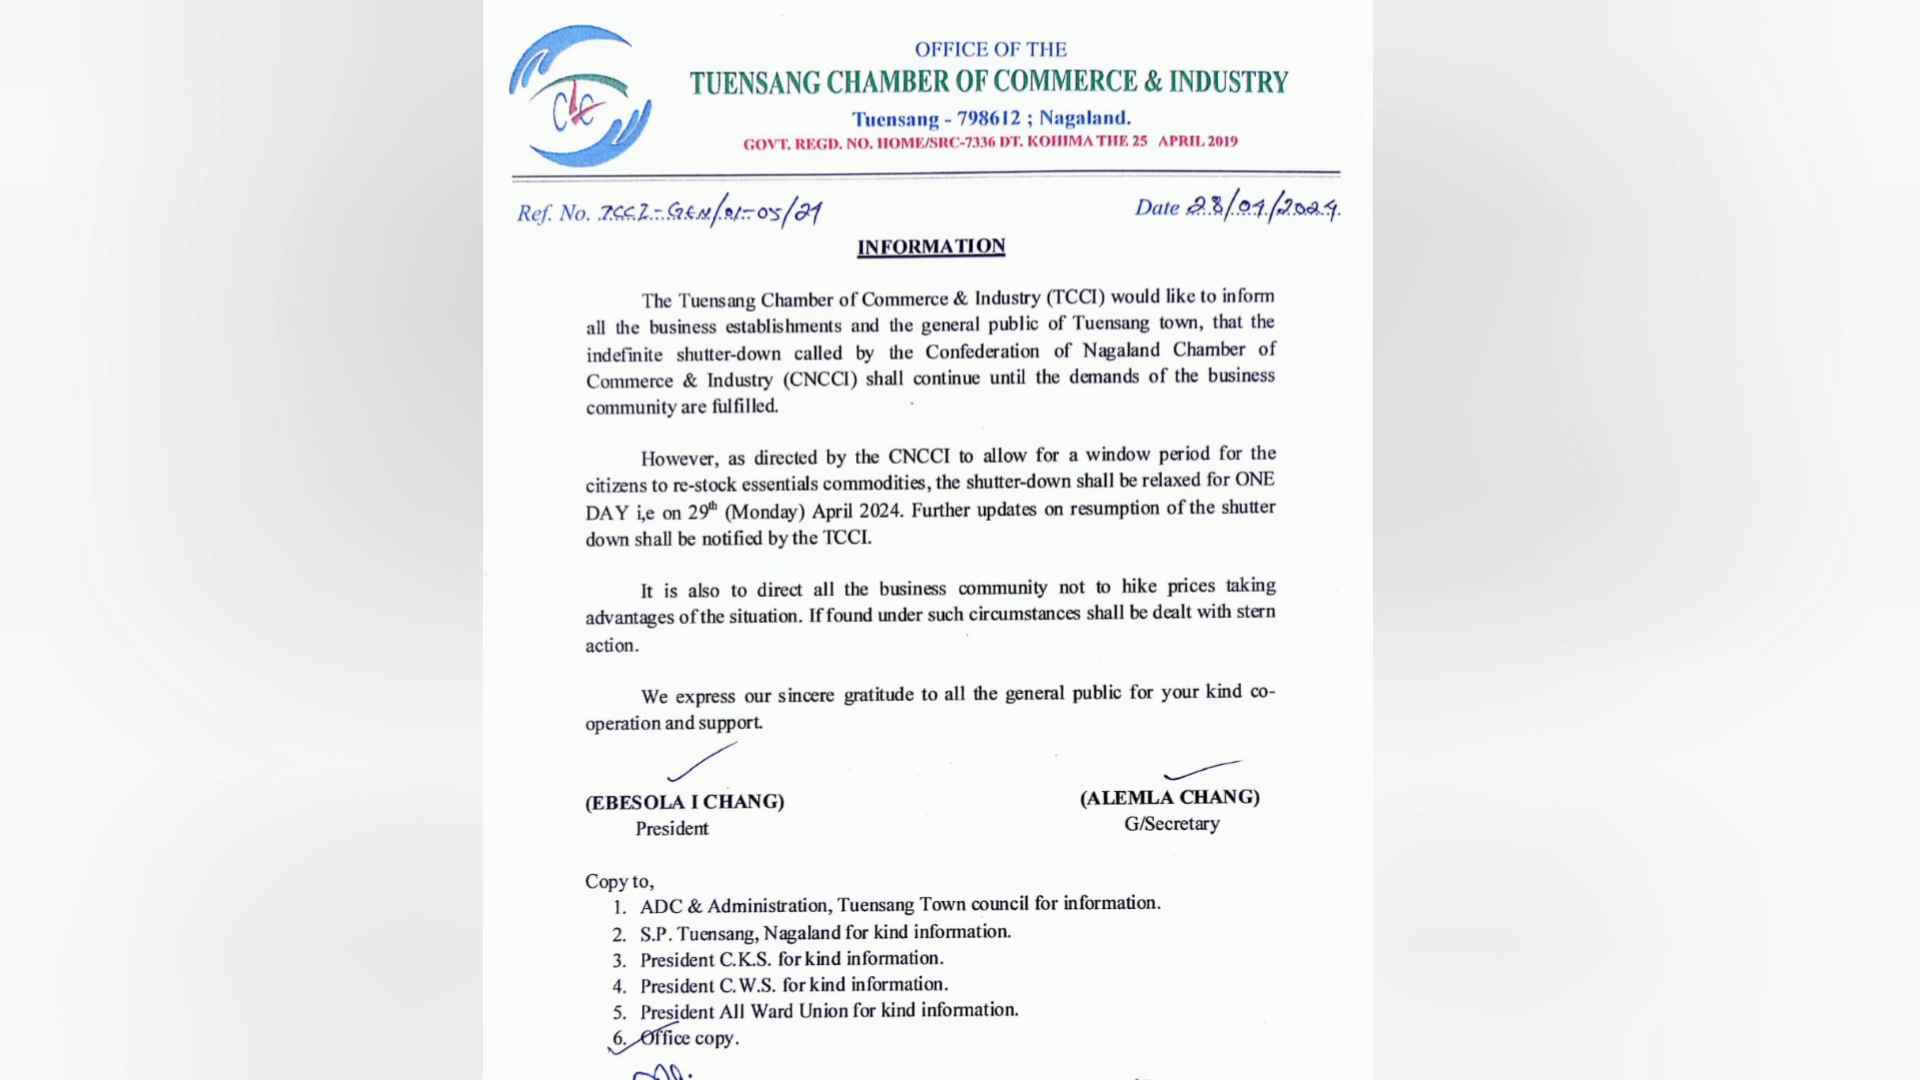 CTC
OFFICE OF THE
TUENSANG CHAMBER OF COMMERCE & INDUSTRY
Tuensang - 798612 ; Nagaland.
GOVT. REGD. NO. HOME/SRC-7336 DT. KOHIMA THE 25 APRIL 2019
Ref. No. TCCI-GEN/01-05/24
Date 28/04/2024.
INFORMATION
The Tuensang Chamber of Commerce & Industry (TCCI) would like to inform
all the business establishments and the general public of Tuensang town, that the
indefinite shutter-down called by the Confederation of Nagaland Chamber of
Commerce & Industry (CNCCI) shall continue until the demands of the business
community are fulfilled.
However, as directed by the CNCCI to allow for a window period for the
citizens to re-stock essentials commodities, the shutter-down shall be relaxed for ONE
DAY i,e on 29th (Monday) April 2024. Further updates on resumption of the shutter
down shall be notified by the TCCI.
It is also to direct all the business community not to hike prices taking
advantages of the situation. If found under such circumstances shall be dealt with stern
action.
We express our sincere gratitude to all the general public for your kind co-
operation and support.
(EBESOLA I CHANG)
President
(ALEMLA CHANG)
G/Secretary
Copy to,
1. ADC & Administration, Tuensang Town council for information.
2. S.P. Tuensang, Nagaland for kind information.
3. President C.K.S. for kind information.
4. President C.W.S. for kind information.
5. President All Ward Union for kind information.
6. Office copy.